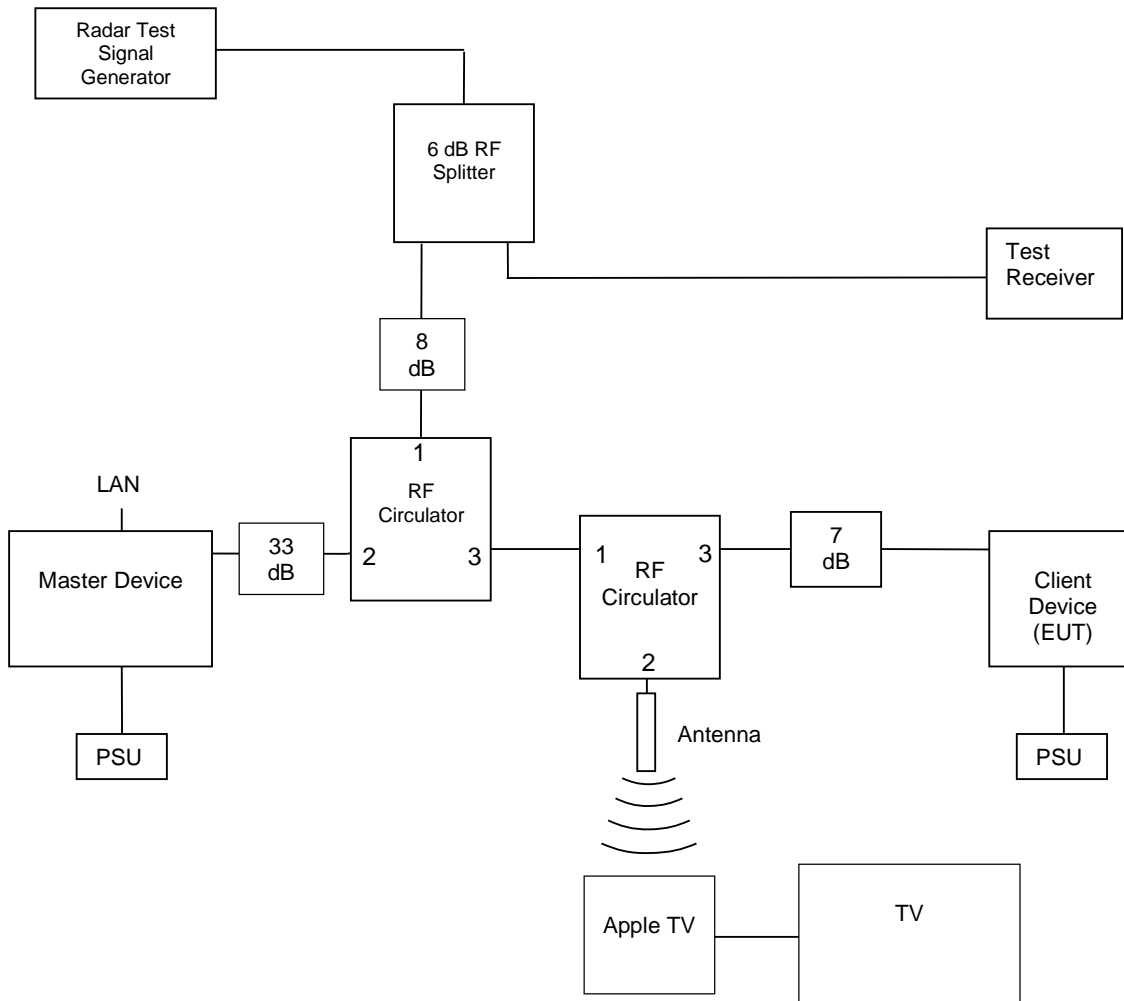 Radar Test
Signal
Generator
6 dB RF
Splitter
Test
Receiver
8
dB
1
RF
Circulator
2
3
LAN
33
dB
Master Device
1
3
RF
Circulator
2
7
dB
Client
Device
(EUT)
PSU
Antenna
PSU
Apple TV
TV